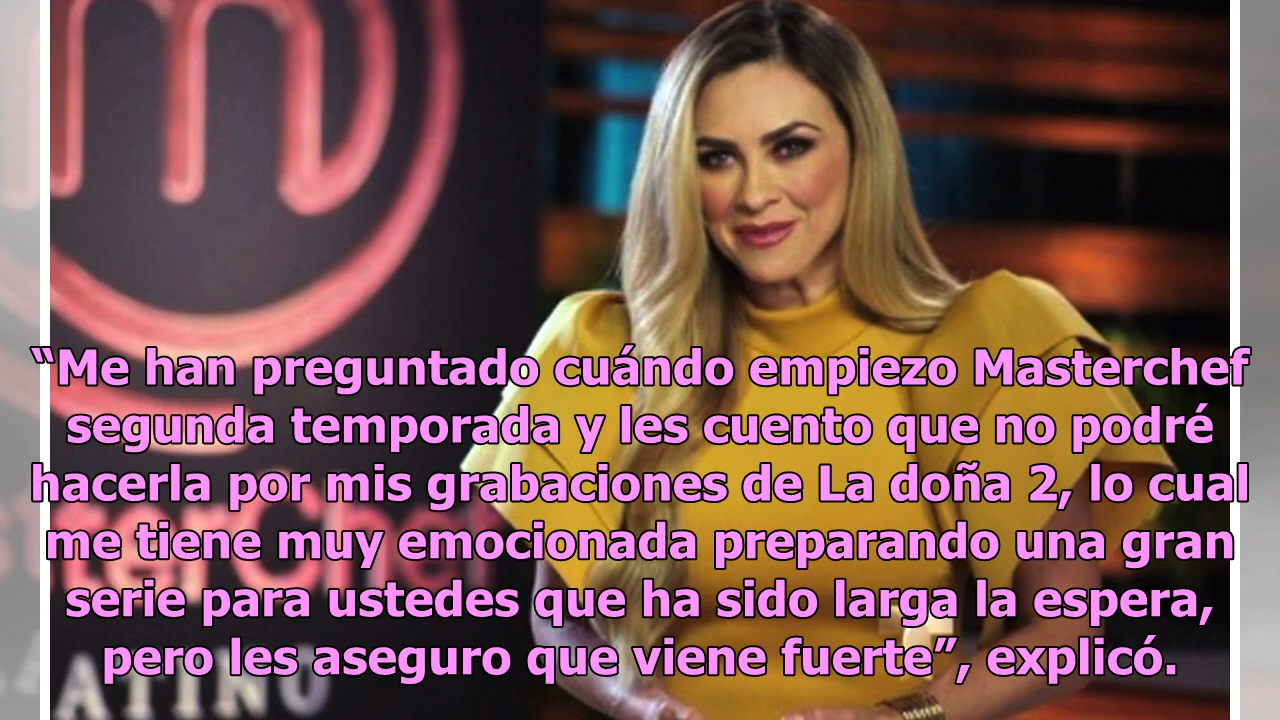 m
“Me han preguntado cuándo empiezo Masterchef
segunda temporada y les cuento que no podré
hacerla por mis grabaciones de La doña 2, lo cual
me tiene muy emocionada preparando una gran
serie para ustedes que ha sido larga la espera,
pero les aseguro que viene fuerte”, explicó.